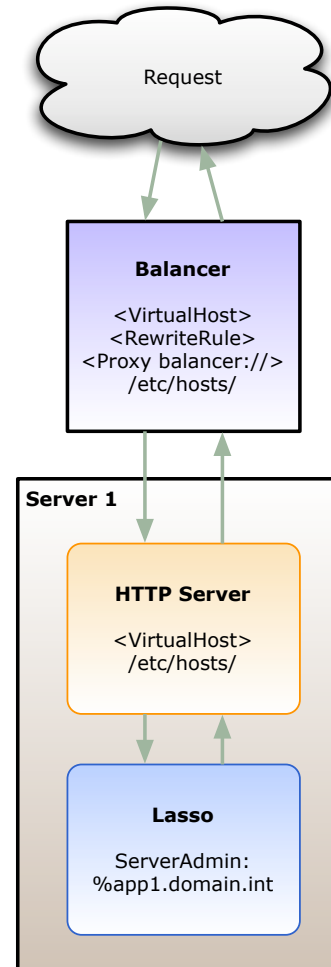 Request
Balancer
<VirtualHost>
<RewriteRule>
<Proxy balancer://>
/etc/hosts/
Server 1
HTTP Server
<VirtualHost>
/etc/hosts/
Lasso
ServerAdmin:
%app1.domain.int